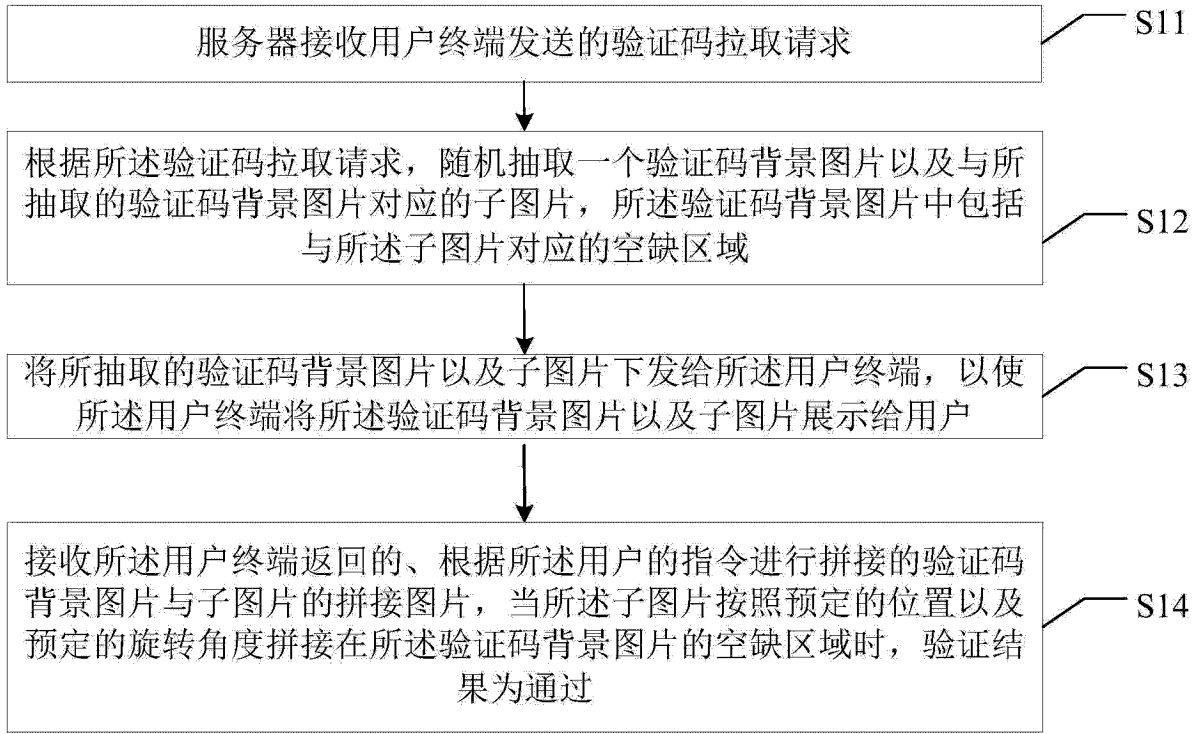 服务器接收用户终端发送的验证码拉取请求
S11
根据所述验证码拉取请求，随机抽取一个验证码背景图片以及与所
抽取的验证码背景图片对应的子图片，所述验证码背景图片中包括
与所述子图片对应的空缺区域
S12
将所抽取的验证码背景图片以及子图片下发给所述用户终端，以使
所述用户终端将所述验证码背景图片以及子图片展示给用户
S13
接收所述用户终端返回的、根据所述用户的指令进行拼接的验证码
背景图片与子图片的拼接图片，当所述子图片按照预定的位置以及
预定的旋转角度拼接在所述验证码背景图片的空缺区域时，验证结
果为通过
S14